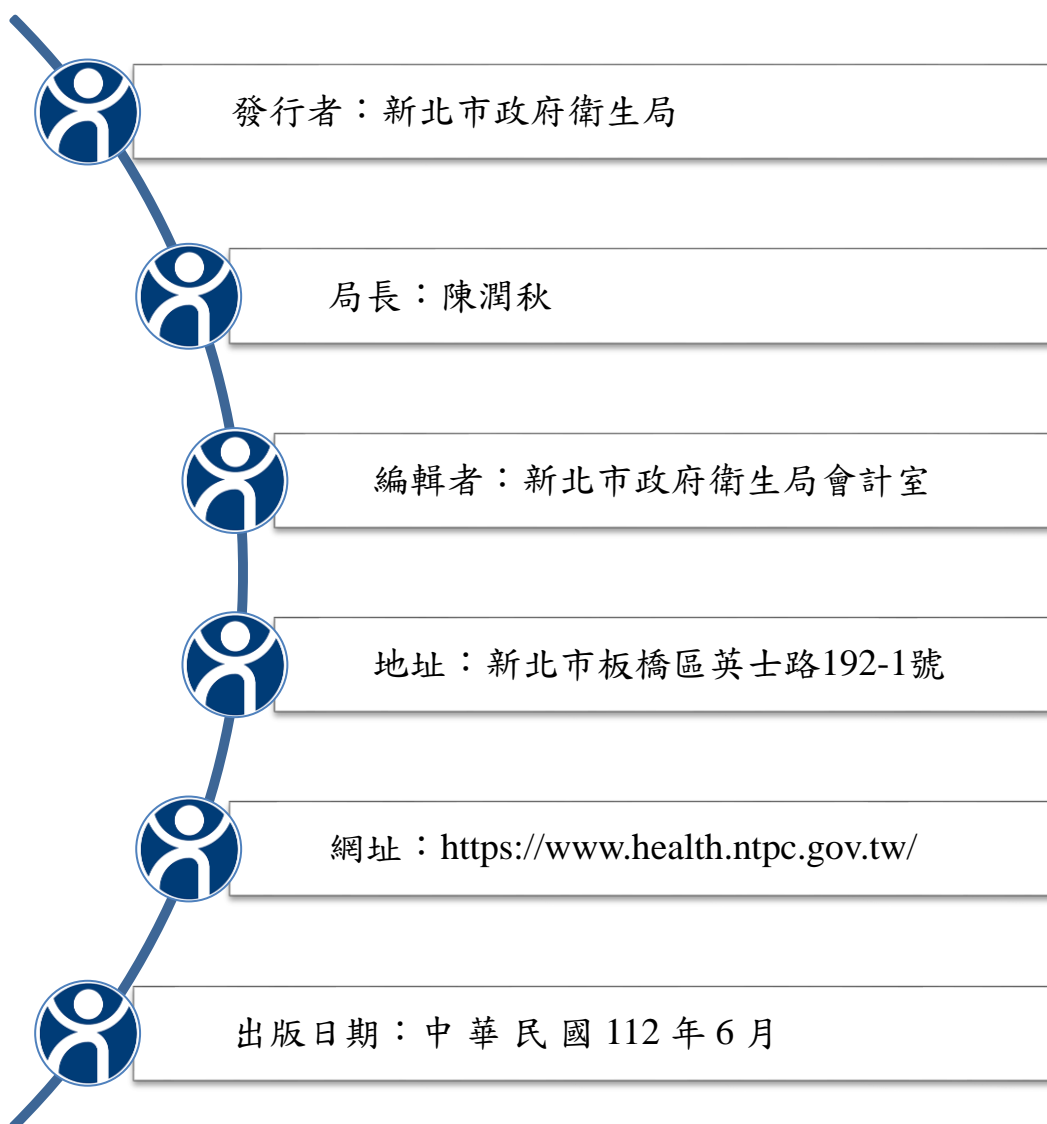 發行者：新北市政府衛生局
局長：陳潤秋
編輯者：新北市政府衛生局會計室
地址：新北市板橋區英士路192-1號
網址：https://www.health.ntpc.gov.tw/
出版日期：中 華 民 國 112 年 6 月